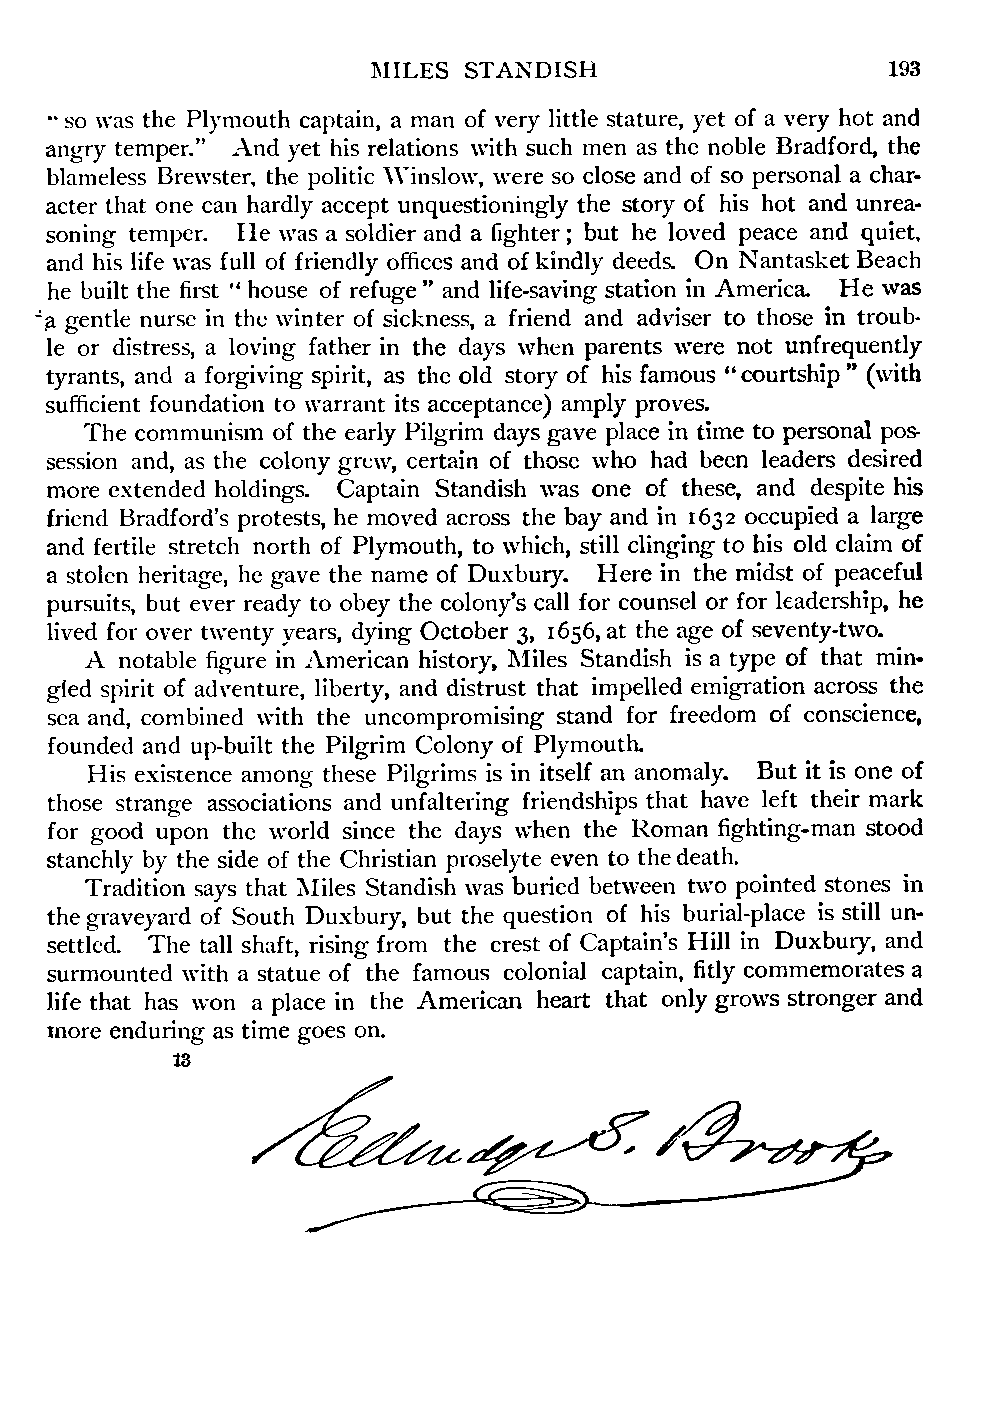 MILES STANDISH 193
" so was the Plymouth captain, a man of very little stature, yet of a very hot and
angry temper." And yet his relations with such men as the noble Bradford, the
blameless Brewster, the politic Winslow, were so close and of so personal a char-
acter that one can hardly accept unquestioningly the story of his hot and unrea-
soning temper. He was a soldier and a fighter; but he loved peace and quiet,
and his life was full of friendly offices and of kindly deeds. On Nantasket Beach
he built the first "house of refuge" and life-saving station in America. He was
a gentle nurse in the winter of sickness, a friend and adviser to those in troub-
le or distress, a loving father in the days when parents were not unfrequently
tyrants, and a forgiving spirit, as the old story of his famous "courtship" (with
sufficient foundation to warrant its acceptance) amply proves.
The communism of the early Pilgrim days gave place in time to personal pos-
session and, as the colony grew, certain of those who had been leaders desired
more extended holdings. Captain Standish was one of these, and despite his
friend Bradford's protests, he moved across the bay and in 1632 occupied a large
and fertile stretch north of Plymouth, to which, still clinging to his old claim of
a stolen heritage, he gave the name of Duxbury. Here in the midst of peaceful
pursuits, but ever ready to obey the colony's call for counsel or for leadership, he
lived for over twenty years, dying October 3, 1656, at the age of seventy-two.
A notable figure in American history, Miles Standish is a type of that min-
gled spirit of adventure, liberty, and distrust that impelled emigration across the
sea and, combined with the uncompromising stand for freedom of conscience,
founded and up-built the Pilgrim Colony of Plymouth.
His existence among these Pilgrims is in itself an anomaly. But it is one of
those strange associations and unfaltering friendships that have left their mark
for good upon the world since the days when the Roman fighting-man stood
stanchly by the side of the Christian proselyte even to the death.
Tradition says that Miles Standish was buried between two pointed stones in
the graveyard of South Duxbury, but the question of his burial-place is still un-
settled. The tall shaft, rising from the crest of Captain's Hill in Duxbury, and
surmounted with a statue of the famous colonial captain, fitly commemorates a
life that has won a place in the American heart that only grows stronger and
more enduring as time goes on.
13
Elbridge S. Brooks